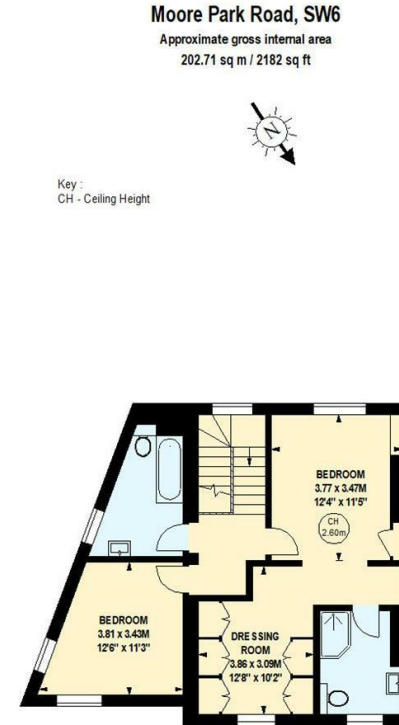 Moore Park Road, SW6
Approximate gross internal area
202.71 sq m / 2182 sq ft
N
Key :
CH - Ceiling Height
BEDROOM
3.77 x 3.47M
12'4" x 11'5"
CH
2.60m
BEDROOM
3.81 x 3.43M
12'6" x 11'3"
DRESSING
ROOM
3.86 x 3.09M
12'8" x 10'2"